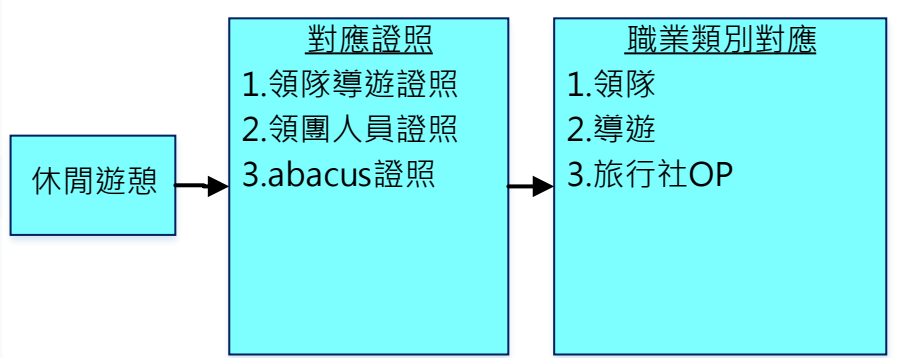 休閒遊憩
對應證照
1.領隊導遊證照
2.領團人員證照
3.abacus證照
職業類別對應
1.領隊
2.導遊
3.旅行社OP